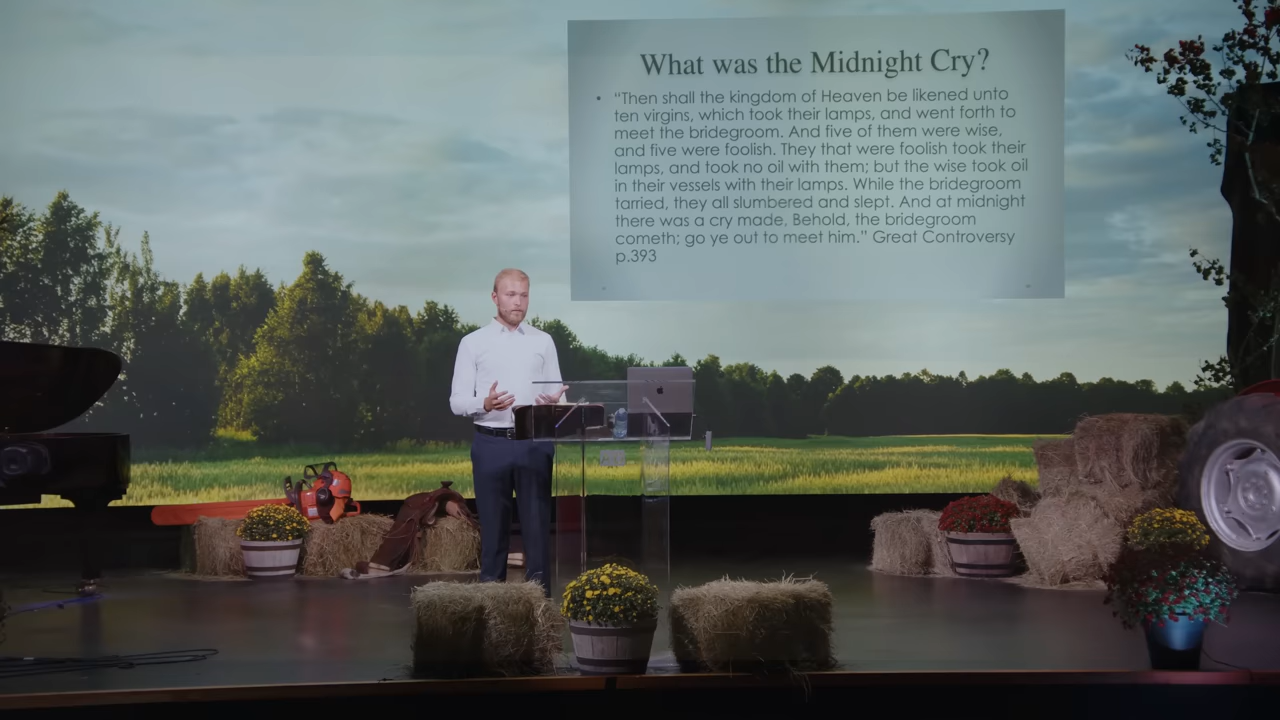 What was the Midnight Cry?
• “Then shall the kingdom of Heaven be likened unto
ten virgins, which took their lamps, and went forth to
meet the bridegroom. And five of them were wise,
and five were foolish. They that were foolish took their
lamps, and took no oil with them; but the wise took oil
in their vessels with their lamps. While the bridegroom
tarried, they all slumbered and slept. And at midnight
there was a cry made, Behold, the bridegroom
cometh; go ye out to meet him.” Great Controversy
p.393